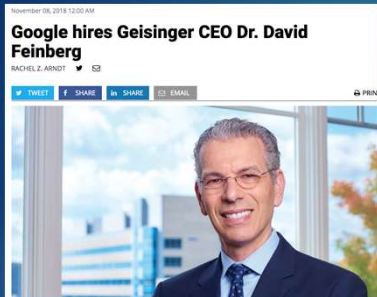 November 08, 2018 12:00 AM
Google hires Geisinger CEO Dr. David
Feinberg
RACHEL Z. ARNDT
TWEET f SHARE in SHARE EMAIL PRIN